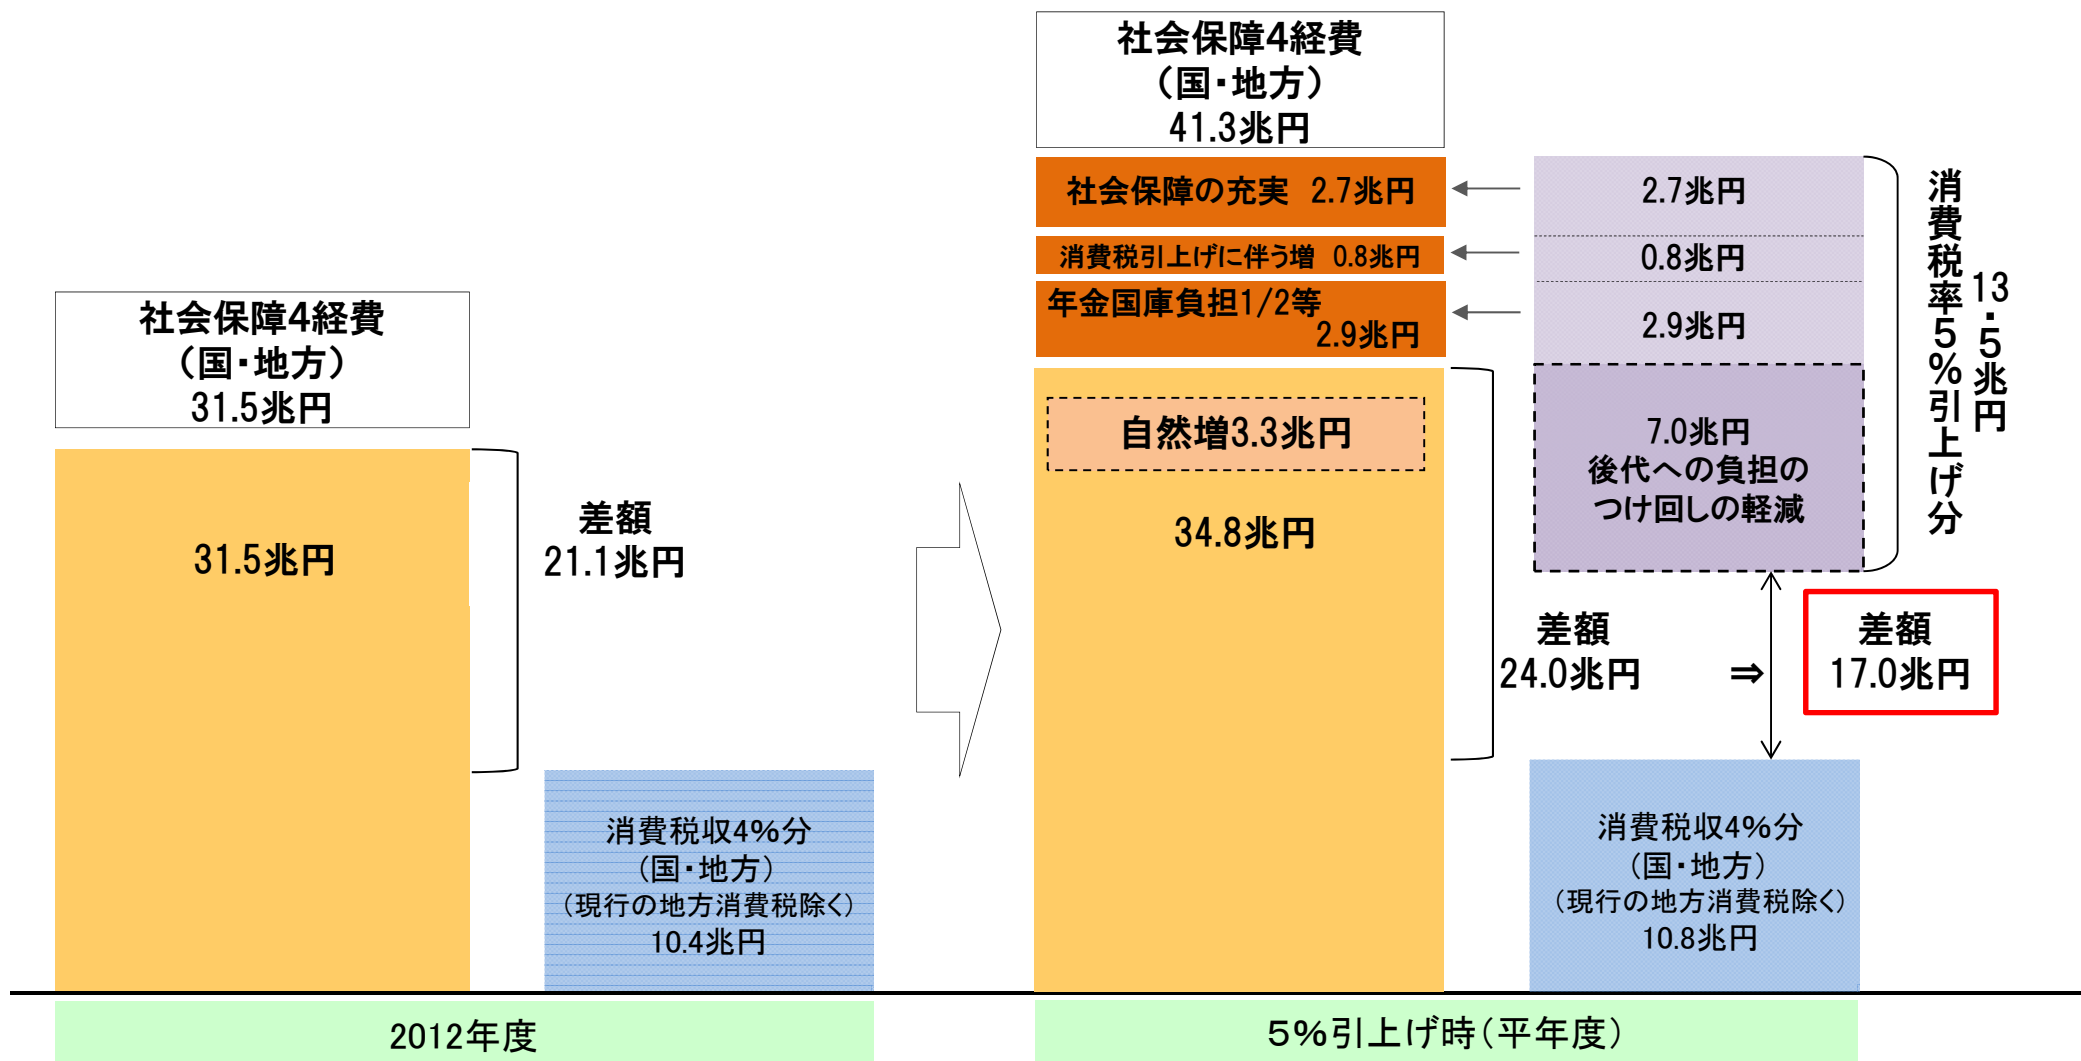 社会保障4経費
（国・地方）
31.5兆円
31.5兆円
差額
21.1兆円
消費税収4%分
（国・地方）
（現行の地方消費税除く）
10.4兆円
2012年度
社会保障4経費
（国・地方）
41.3兆円
社会保障の充実 2.7兆円
消費税引上げに伴う増 0.8兆円
年金国庫負担1/2等
2.9兆円
自然増3.3兆円
34.8兆円
2.7兆円
0.8兆円
2.9兆円
7.0兆円
後代への負担の
つけ回しの軽減
消費税率５％引上げ分
13・５兆円
差額
24.0兆円
⇒
差額
17.0兆円
消費税収4%分
（国・地方）
（現行の地方消費税除く）
10.8兆円
５%引上げ時（平年度）